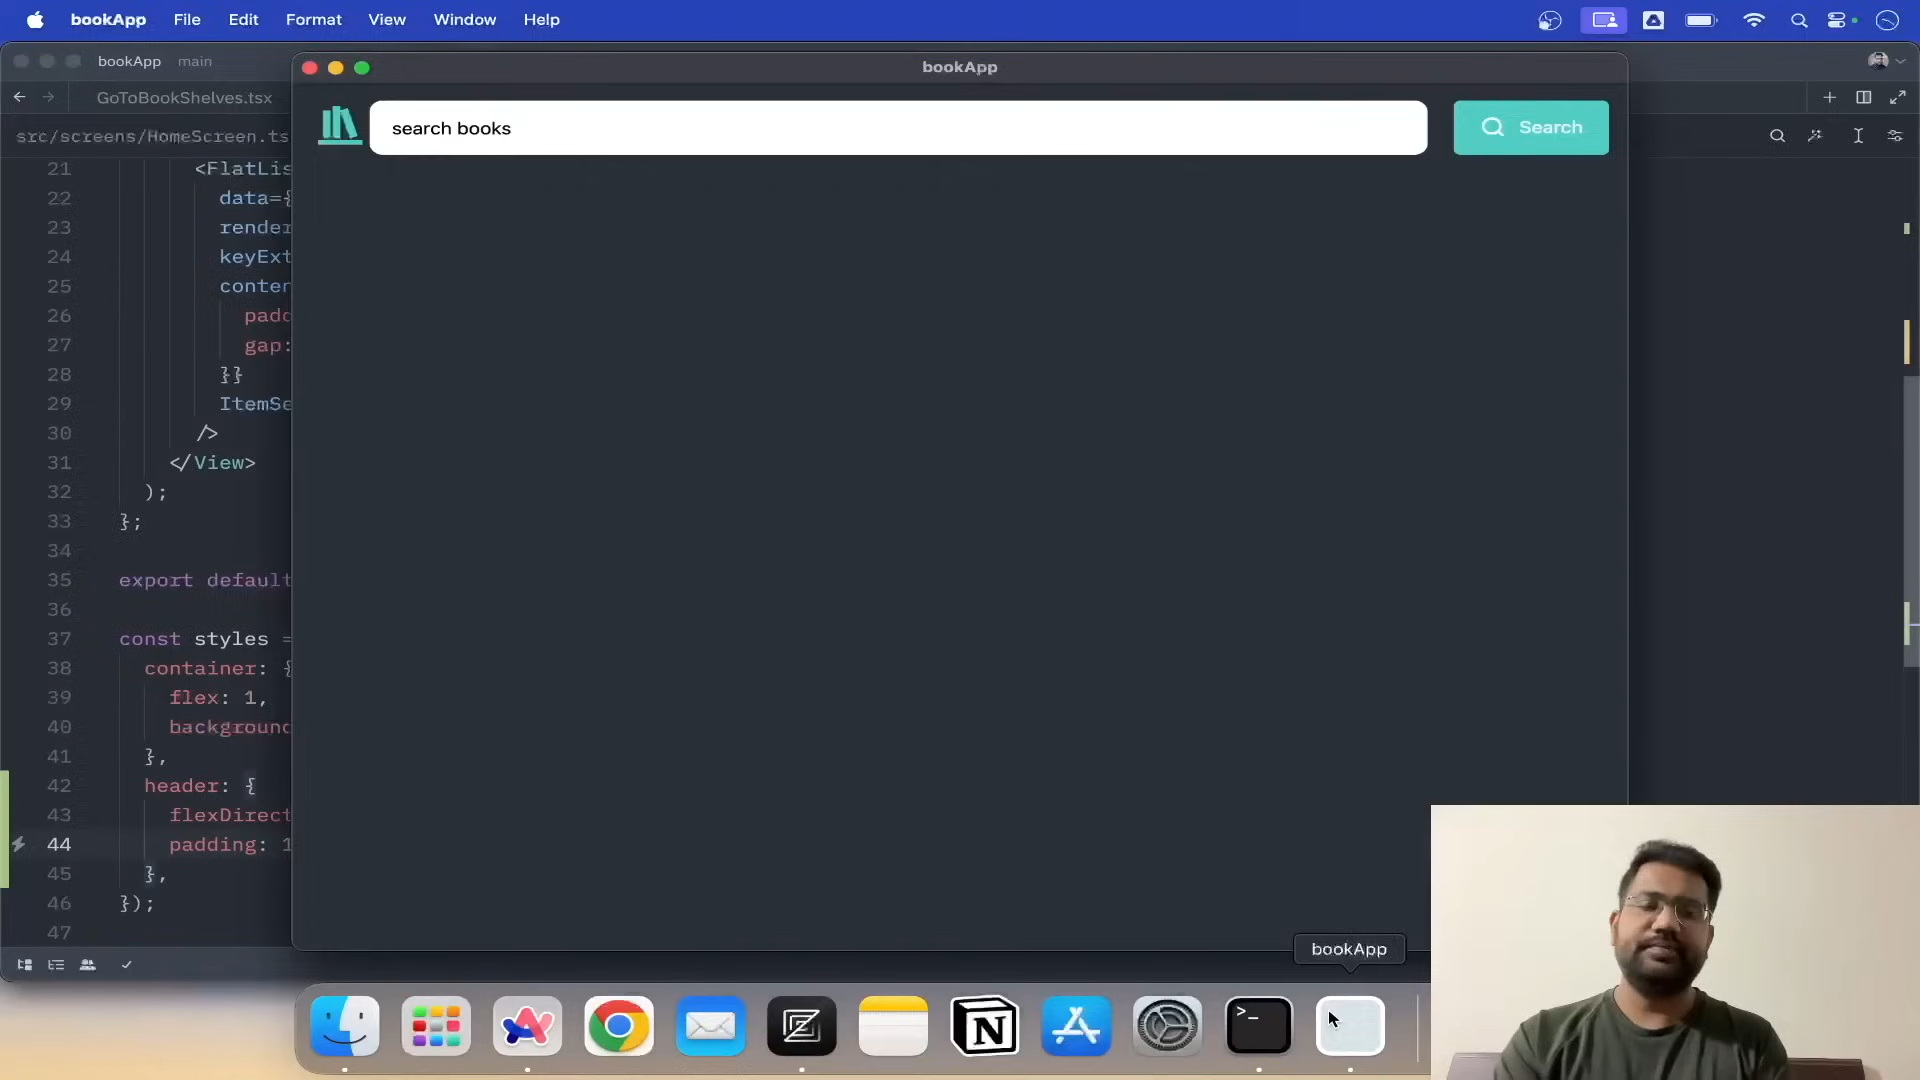 bookApp File Edit Format View Window Help
bookApp main
bookApp
GoToBookShelves.tsx
src/screens/HomeScreen.ts
search books
Search
21 <FlatLis
22 data={
23 render
24 keyExt
25 conten
26 padd
27 gap:
28 }}
29 ItemSe
30 />
31 </View>
32 );
33 };
34
35 export default
36
37 const styles =
38 container: {
39 flex: 1,
40 background
41 },
42 header: {
43 flexDirect
44 padding: 1
45 },
46 });
47
bookApp